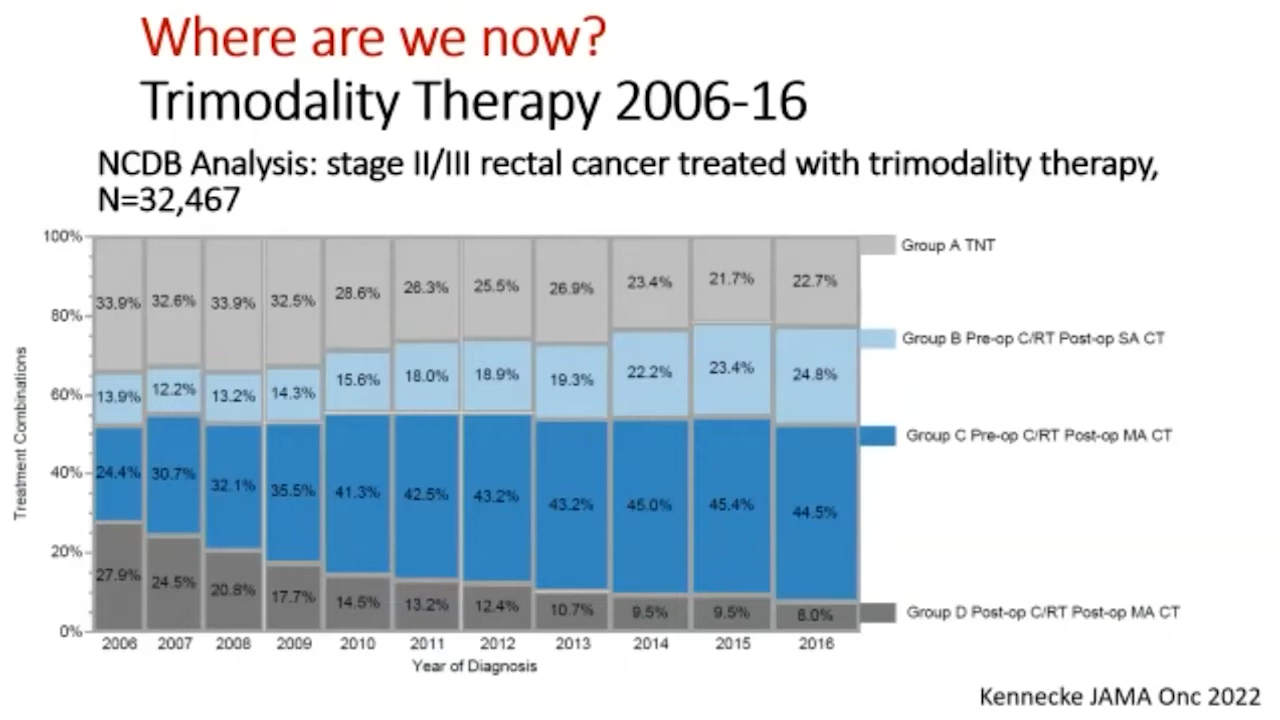 Where are we now?
Trimodality Therapy 2006-16
NCDB Analysis: stage II/III rectal cancer treated with trimodality therapy,
N=32,467
100%
80%
60%
40%
20%
0%
Treatment Combinations
33.9% 32.6% 33.9% 32.5% 28.6% 26.3% 25.5% 26.9% 23.4% 21.7% 22.7%
13.9% 12.2% 13.2% 14.3% 15.6% 18.0% 18.9% 19.3% 22.2% 23.4% 24.8%
24.4% 30.7% 32.1% 35.5% 41.3% 42.5% 43.2% 43.2% 45.0% 45.4% 44.5%
27.9% 24.5% 20.8% 17.7% 14.5% 13.2% 12.4% 10.7% 9.5% 9.5% 8.0%
2006 2007 2008 2009 2010 2011 2012 2013 2014 2015 2016
Year of Diagnosis
Group A TNT
Group B Pre-op C/RT Post-op SA CT
Group C Pre-op C/RT Post-op MA CT
Group D Post-op C/RT Post-op MA CT
Kennecke JAMA Onc 2022